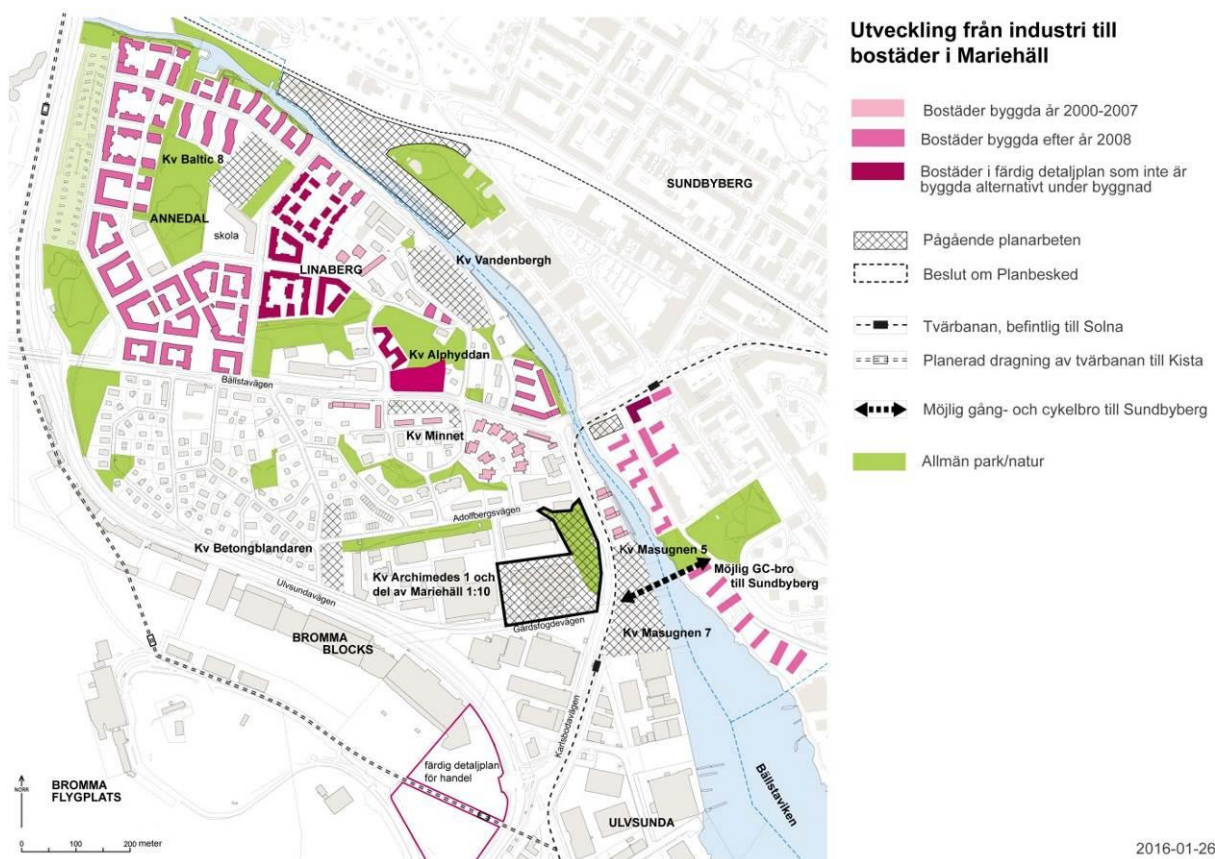 Utveckling från industri till
bostäder i Mariehäll
Bostäder byggda år 2000-2007
Bostäder byggda efter år 2008
Bostäder i färdig detaljplan som inte är
byggda alternativt under byggnad
Pågående planarbeten
Beslut om Planbesked
Tvärbanan, befintlig till Solna
Planerad dragning av tvärbanan till Kista
Möjlig gång- och cykelbro till Sundbyberg
Allmän park/natur
Kv Baltic 8
SUNDBYBERG
ANNEDAL
skola
Kv Vandenbergh
LINABERG
Kv Alphyddan
Bällstavägen
Kv Minnet
Adolfbergsvägen
Kv Betongblandaren
Kv Masugnen 5
Möjlig GC-bro
till Sundbyberg
Kv Archimedes 1 och
del av Mariehäll 1:10
Ulvsundavägen
Gårdsfogdevägen
Kv Masugnen 7
BROMMA
BLOCKS
Karlsbodavägen
färdig detaljplan
för handel
Bällstaviken
NORR
BROMMA
FLYGPLATS
ULVSUNDA
0 100 200 meter
2016-01-26